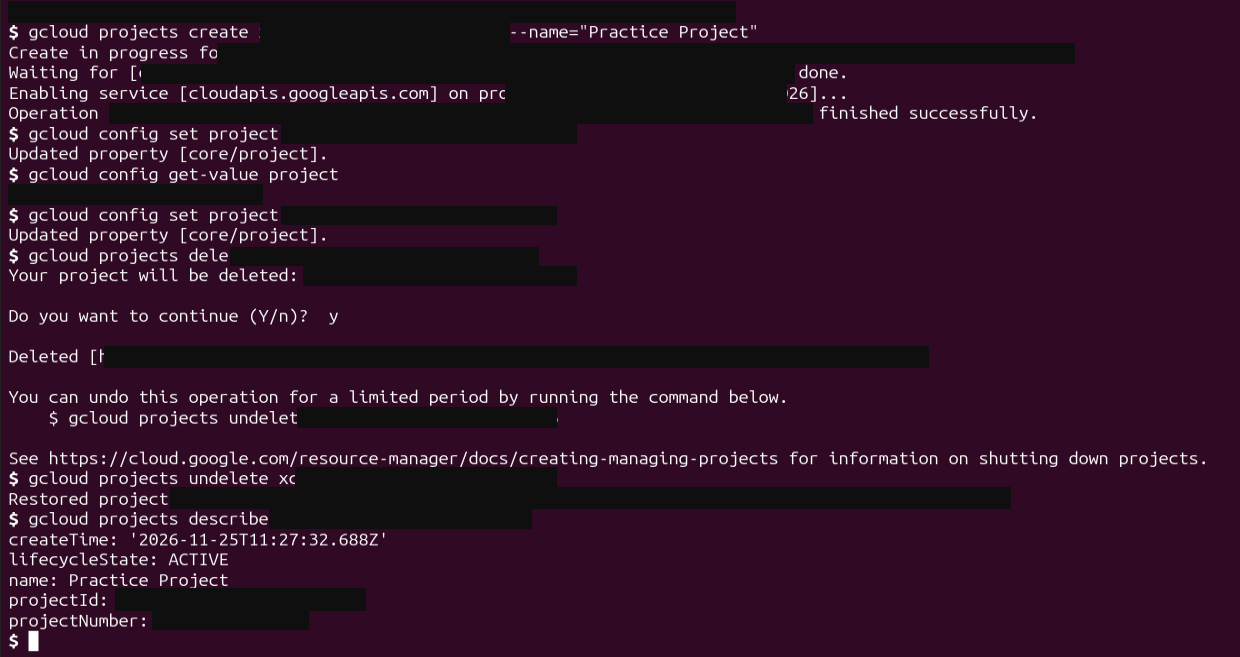 $ gcloud projects create --name="Practice Project"
Create in progress fo
Waiting for [ done.
Enabling service [cloudapis.googleapis.com] on pro 26]...
Operation finished successfully.
$ gcloud config set project
Updated property [core/project].
$ gcloud config get-value project
$ gcloud config set project
Updated property [core/project].
$ gcloud projects dele
Your project will be deleted:
Do you want to continue (Y/n)?  y
Deleted [h
You can undo this operation for a limited period by running the command below.
    $ gcloud projects undelet
See https://cloud.google.com/resource-manager/docs/creating-managing-projects for information on shutting down projects.
$ gcloud projects undelete xc
Restored project
$ gcloud projects describe
createTime: '2026-11-25T11:27:32.688Z'
lifecycleState: ACTIVE
name: Practice Project
projectId:
projectNumber:
$